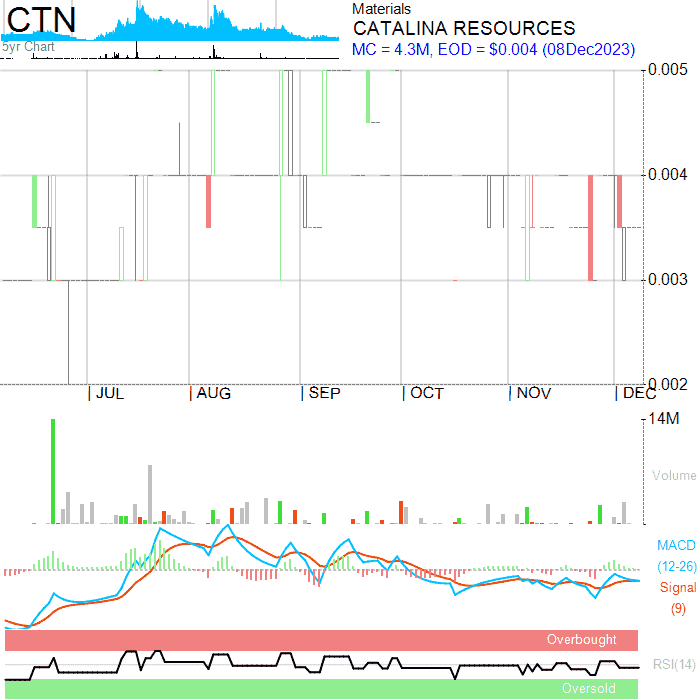 CTN
5yr Chart
Materials
CATALINA RESOURCES
MC = 4.3M, EOD = $0.004 (08Dec2023)
0.005
0.004
0.003
0.002
JUL AUG SEP OCT NOV DEC
14M
Volume
MACD
(12-26)
Signal
(9)
Overbought
RSI(14)
Oversold